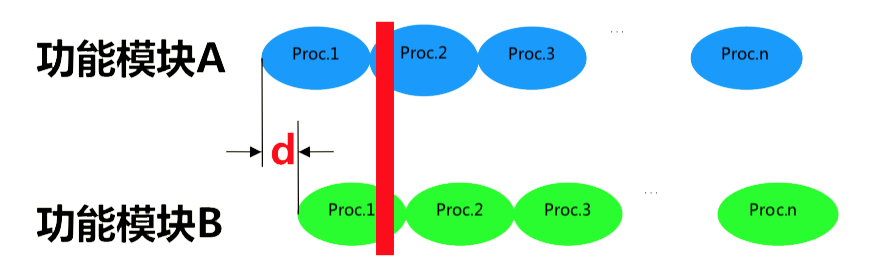 功能模块A
Proc.1
Proc.2
Proc.3
...
Proc.n
d
功能模块B
Proc.1
Proc.2
Proc.3
...
Proc.n